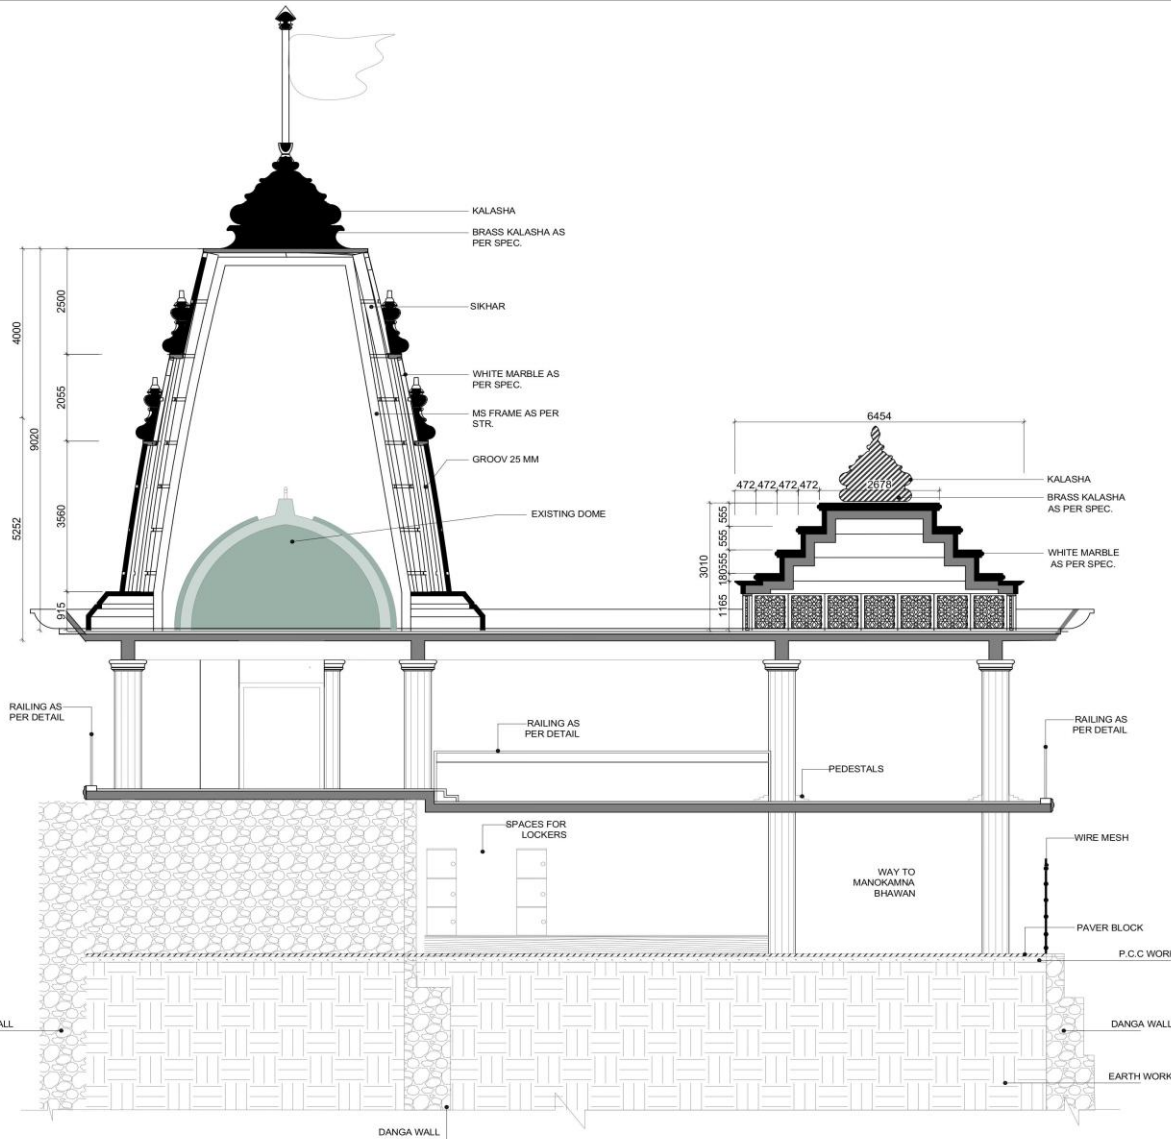 KALASHA
BRASS KALASHA AS
PER SPEC.
SIKHAR
WHITE MARBLE AS
PER SPEC.
MS FRAME AS PER
STR.
GROOV 25 MM
EXISTING DOME
4000
5252
9020
2500
2055
3560
915
6454
472
472
472
472
2678
KALASHA
BRASS KALASHA
AS PER SPEC.
WHITE MARBLE
AS PER SPEC.
3010
555
555
555
180
1165
RAILING AS
PER DETAIL
RAILING AS
PER DETAIL
RAILING AS
PER DETAIL
PEDESTALS
SPACES FOR
LOCKERS
WAY TO
MANOKAMNA
BHAWAN
WIRE MESH
PAVER BLOCK
P.C.C WORK
ALL
DANGA WALL
EARTH WORK
DANGA WALL